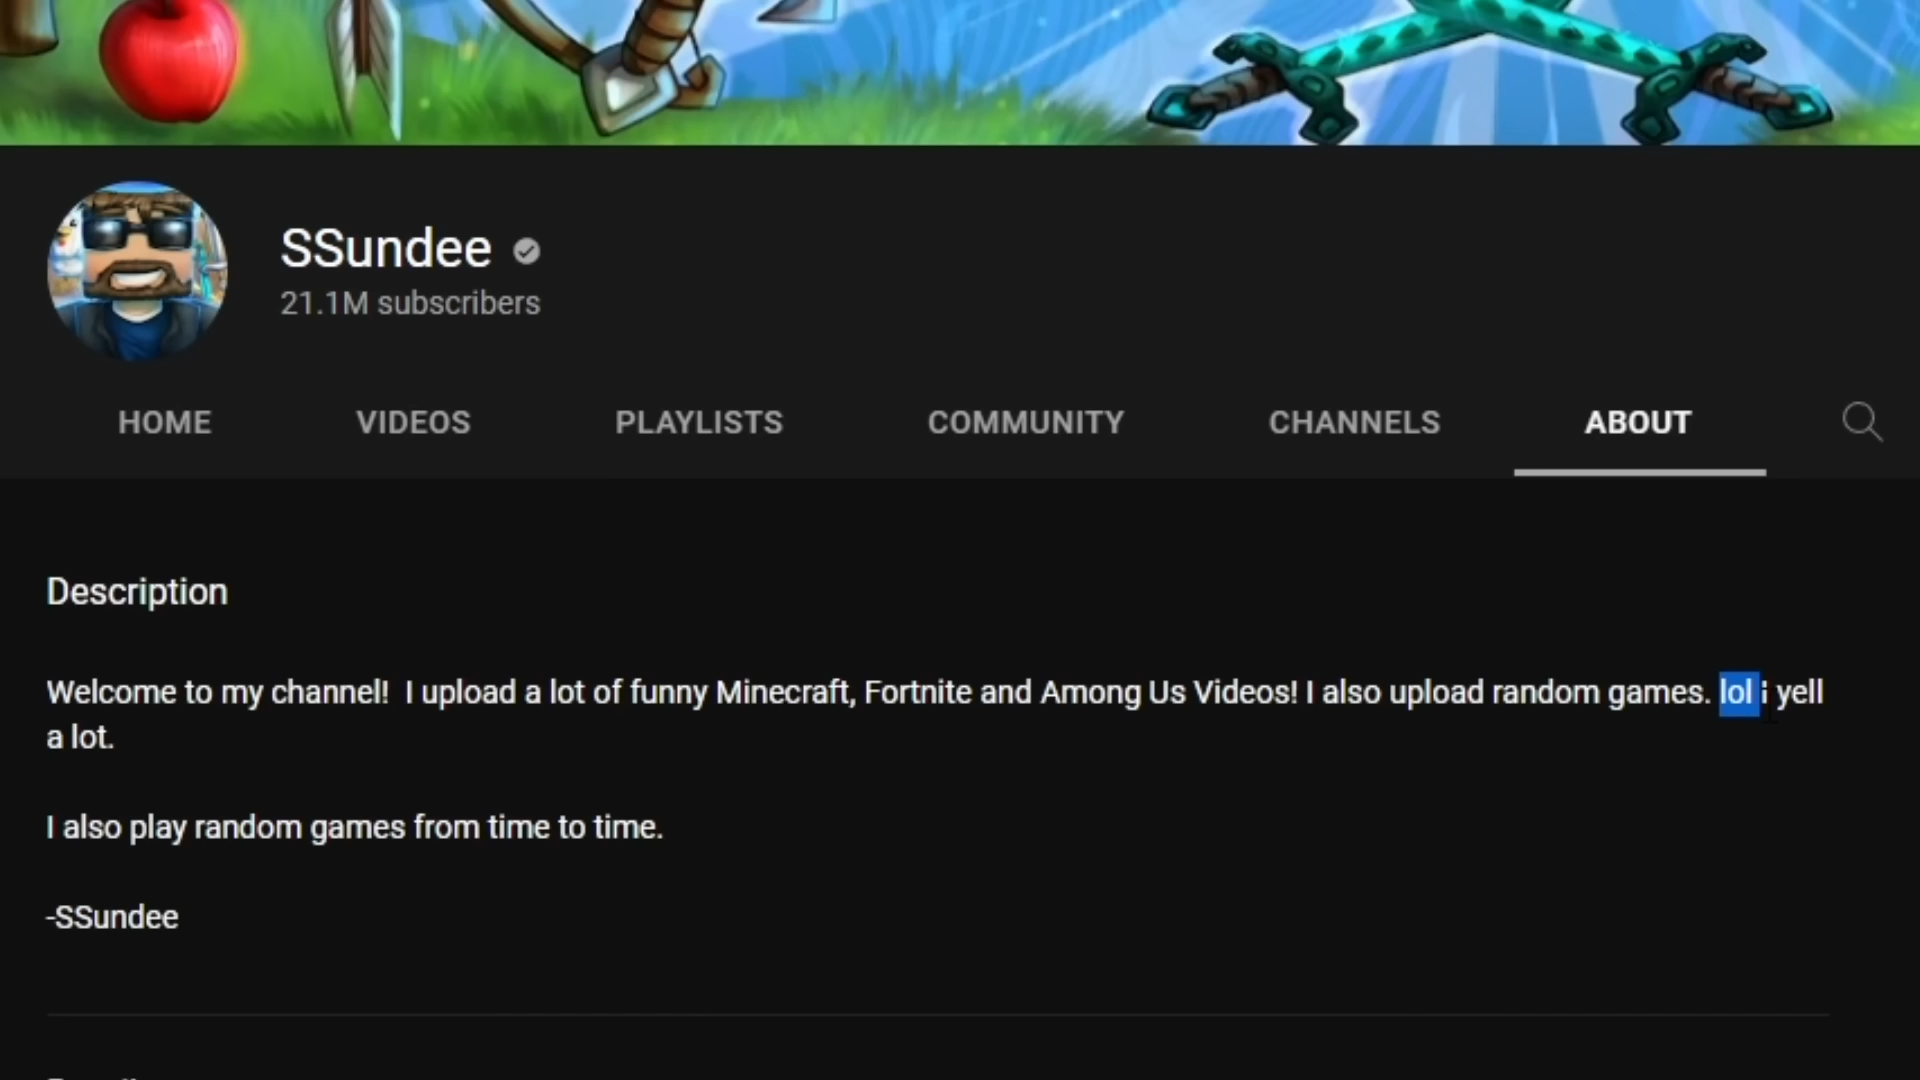 SSundee
21.1M subscribers
HOME VIDEOS PLAYLISTS COMMUNITY CHANNELS ABOUT
Description
Welcome to my channel!  I upload a lot of funny Minecraft, Fortnite and Among Us Videos! I also upload random games. lol i yell
a lot.
I also play random games from time to time.
-SSundee